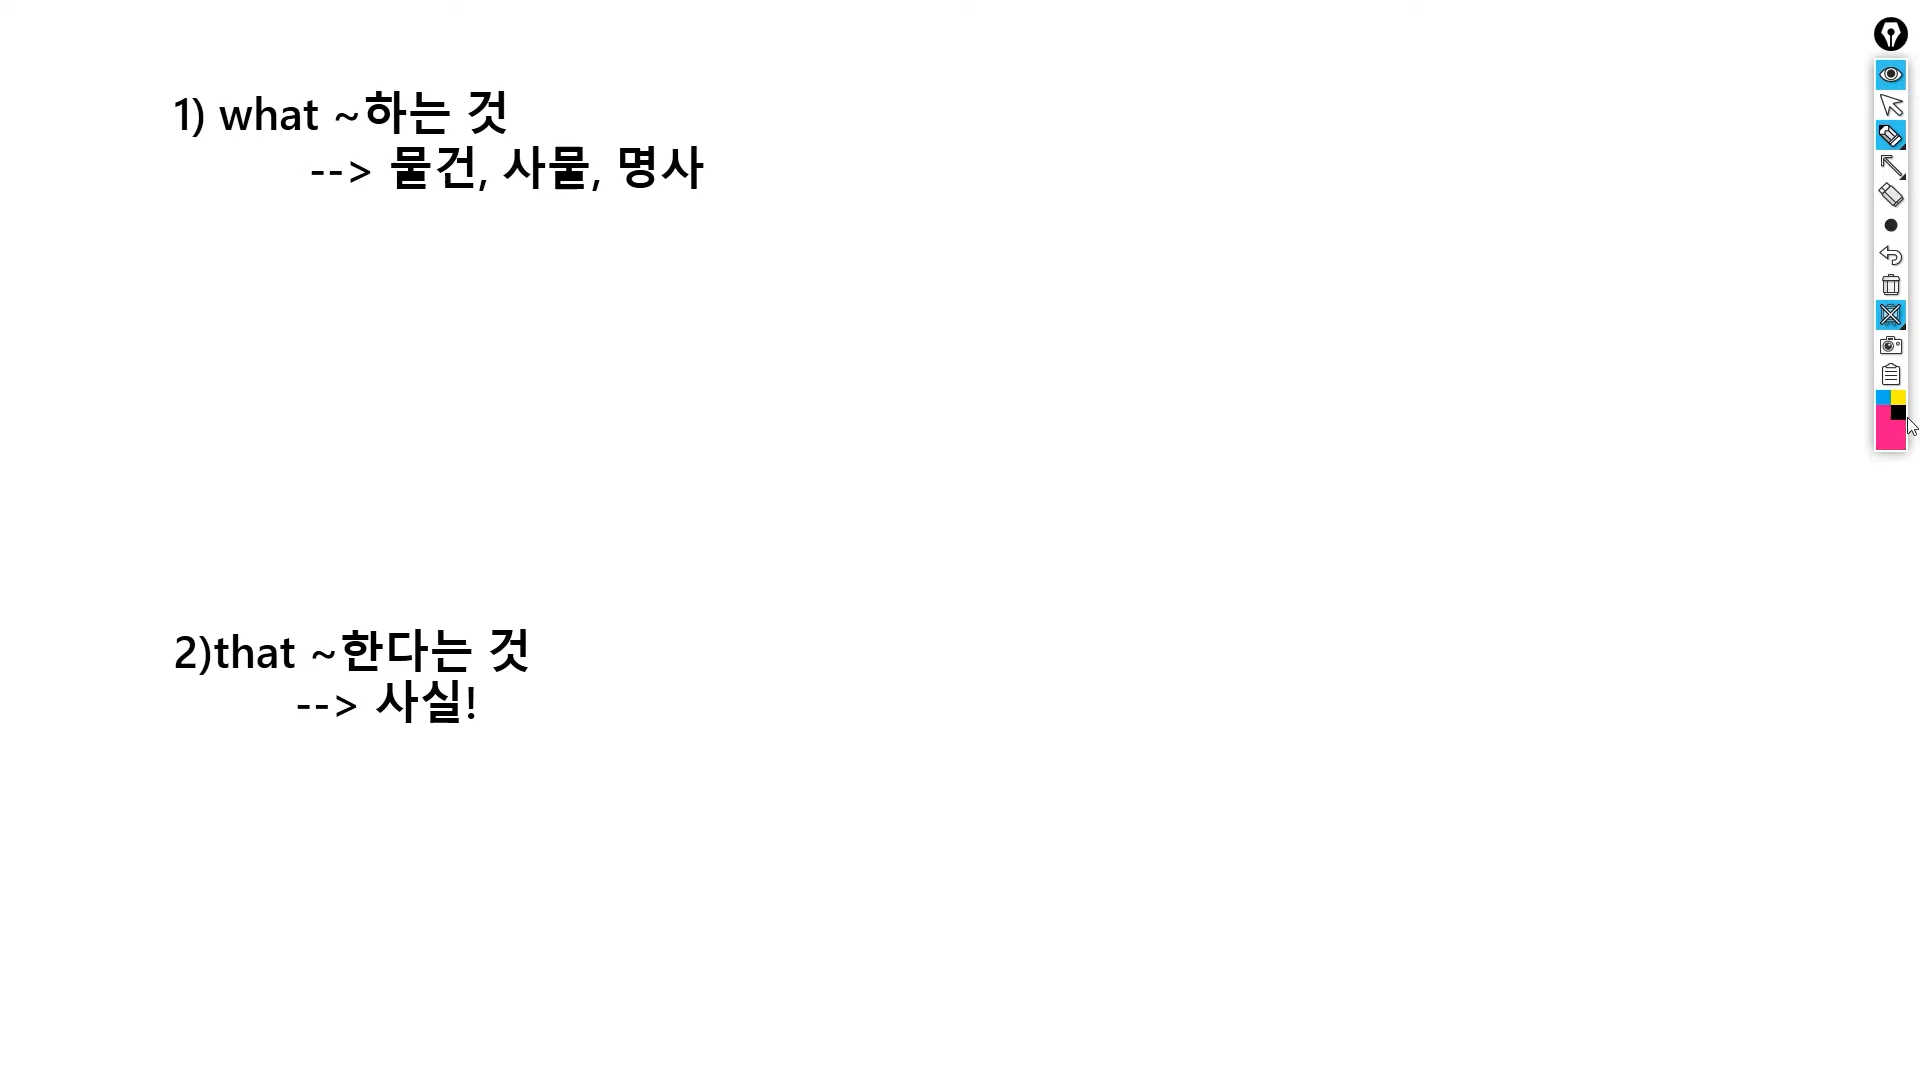 1) what ~하는 것
--> 물건, 사물, 명사
2)that ~한다는 것
--> 사실!